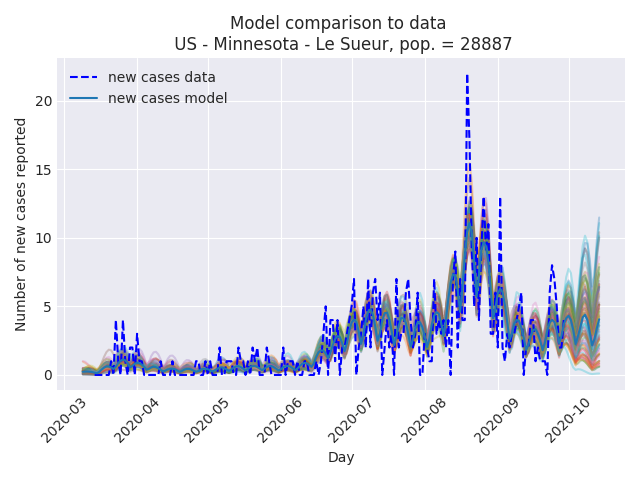 Model comparison to data
US - Minnesota - Le Sueur, pop. = 28887
new cases data
new cases model
Number of new cases reported
20
15
10
5
0
2020-03
2020-04
2020-05
2020-06
2020-07
2020-08
2020-09
2020-10
Day